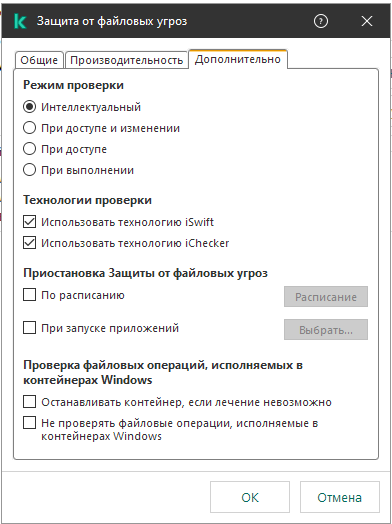 Защита от файловых угроз
Общие Производительность Дополнительно
Режим проверки
Интеллектуальный
При доступе и изменении
При доступе
При выполнении
Технологии проверки
Использовать технологию iSwift
Использовать технологию iChecker
Приостановка Защиты от файловых угроз
По расписанию Расписание
При запуске приложений Выбрать...
Проверка файловых операций, исполняемых в
контейнерах Windows
Останавливать контейнер, если лечение невозможно
Не проверять файловые операции, исполняемые в
контейнерах Windows
ОК Отмена